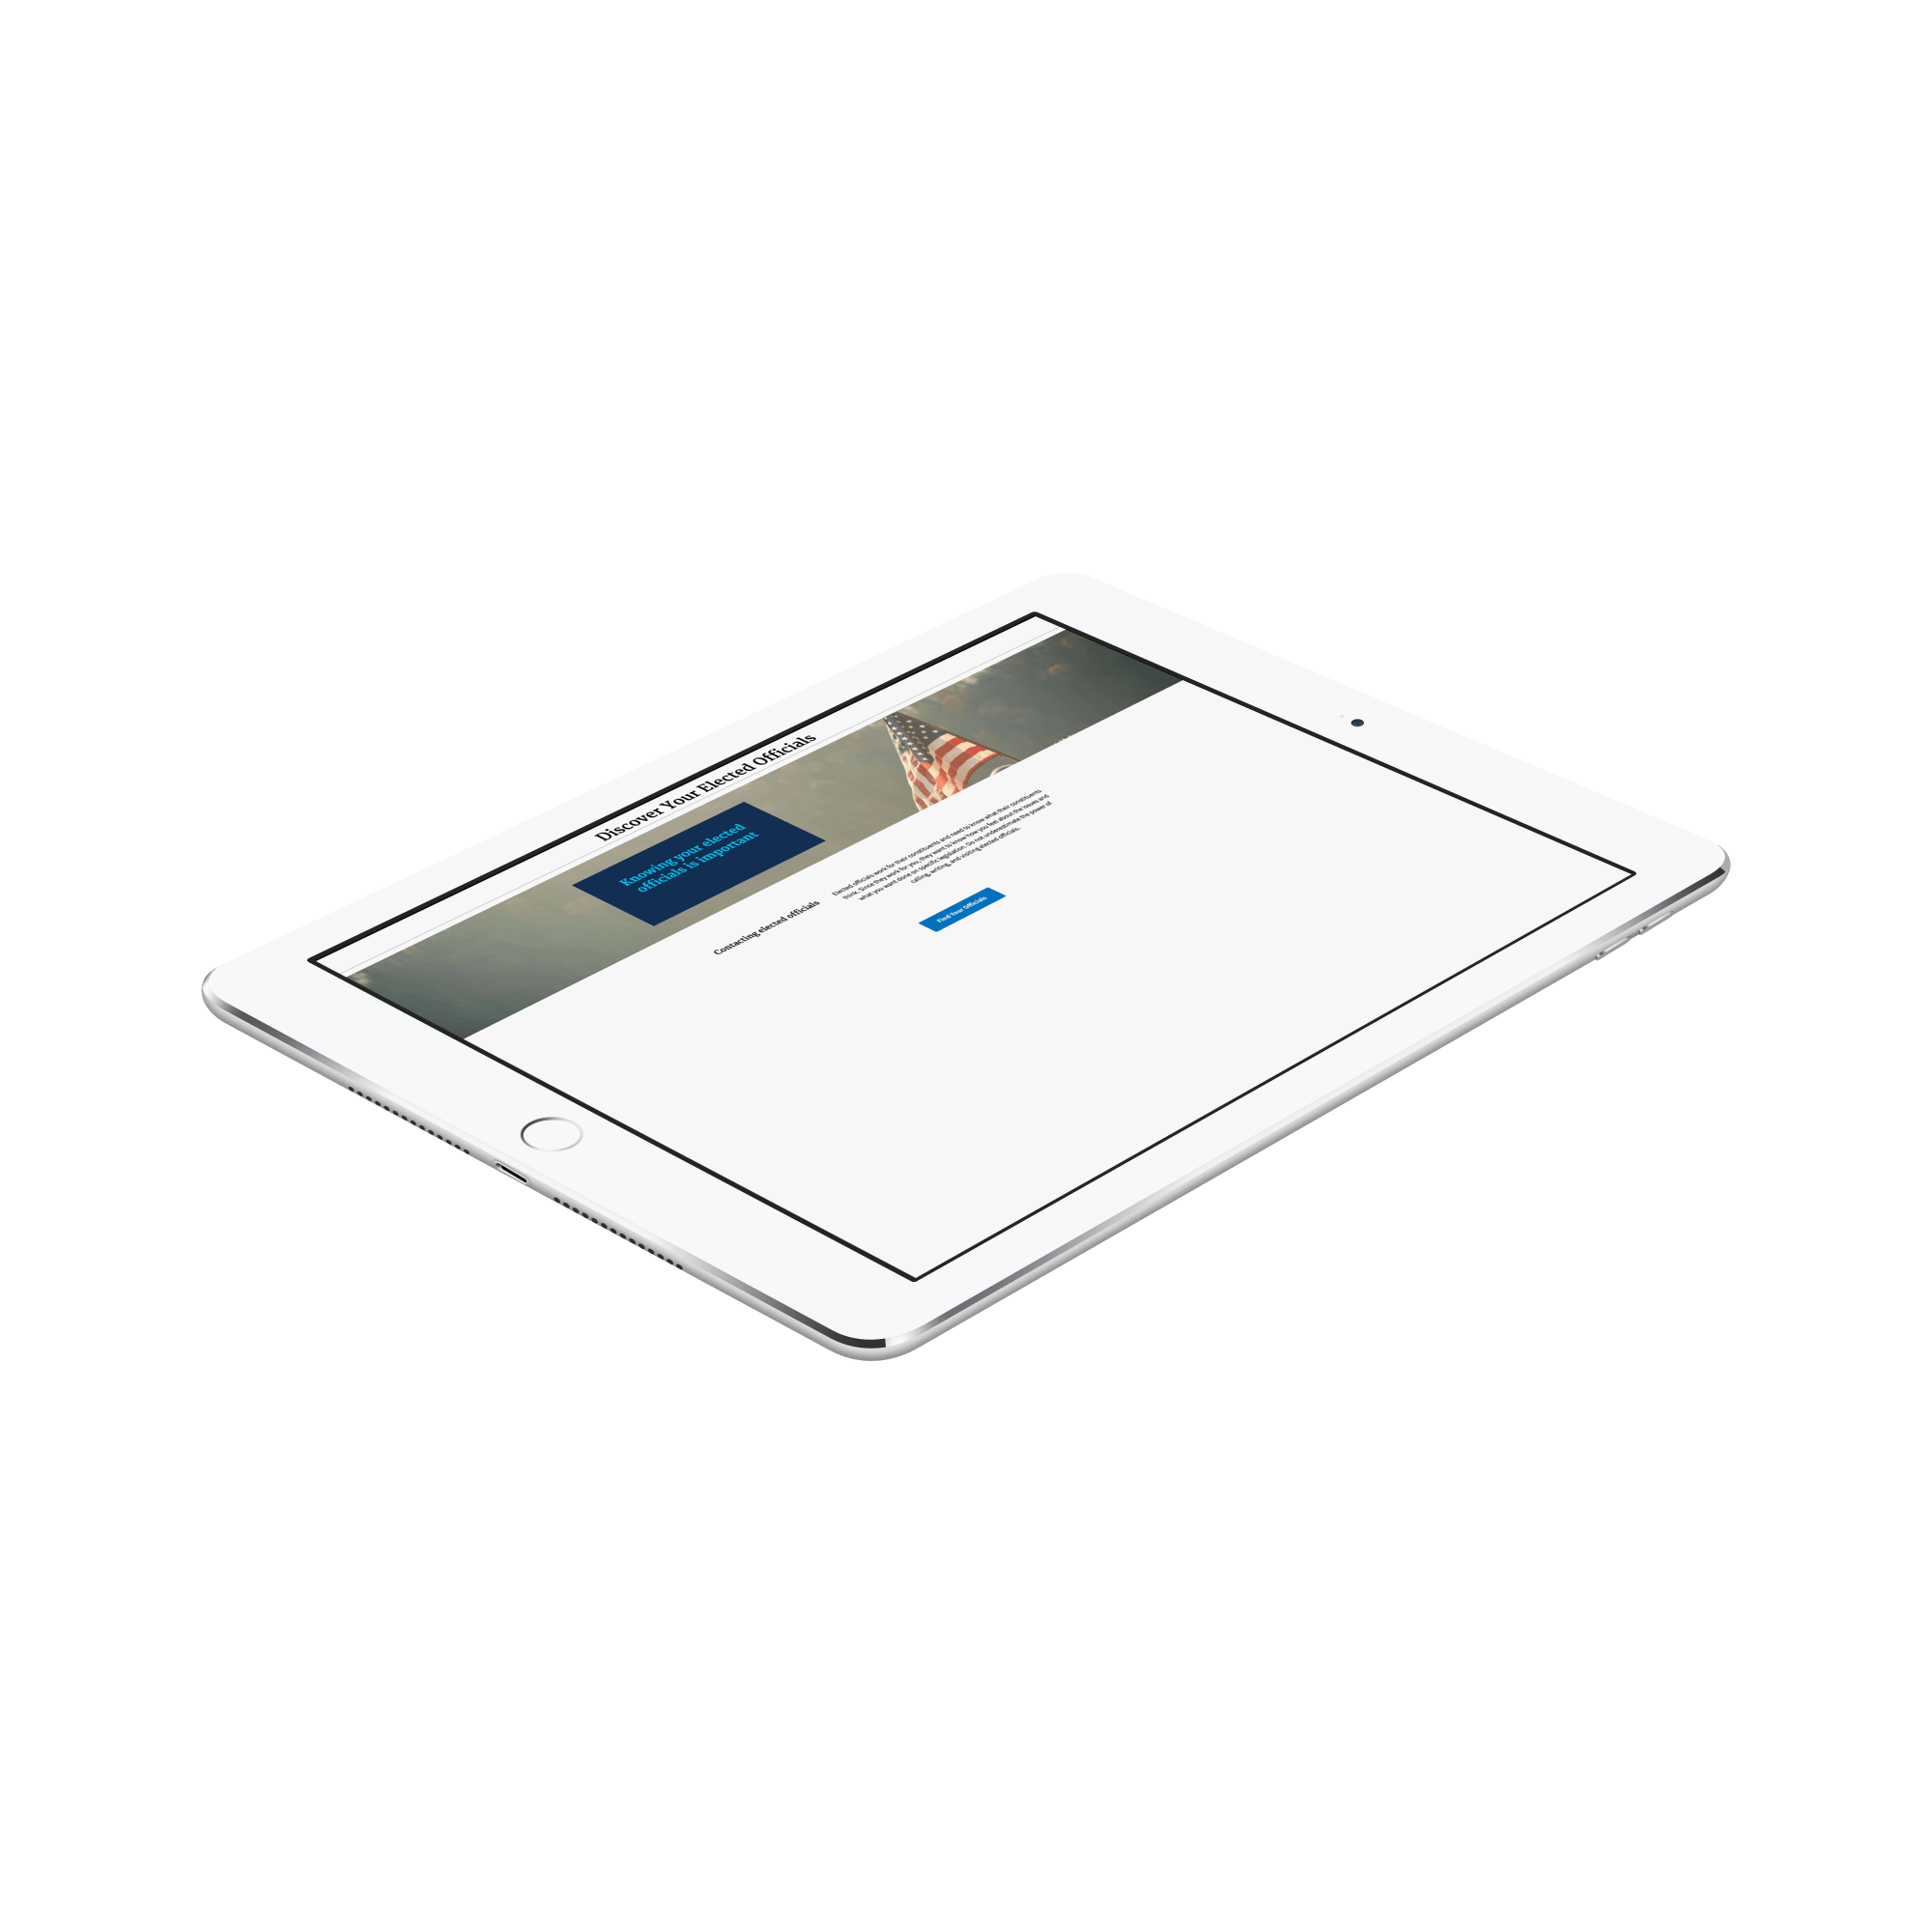 Discover Your Elected Officials
Knowing your elected
officials is important
Contacting elected officials
Elected officials work for their constituents and need to know what their constituents
think. Since they work for you, they want to know how you feel about the issues and
what you want done on specific legislation. Do not underestimate the power of
calling, writing, and visiting elected officials.
Find Your Officials